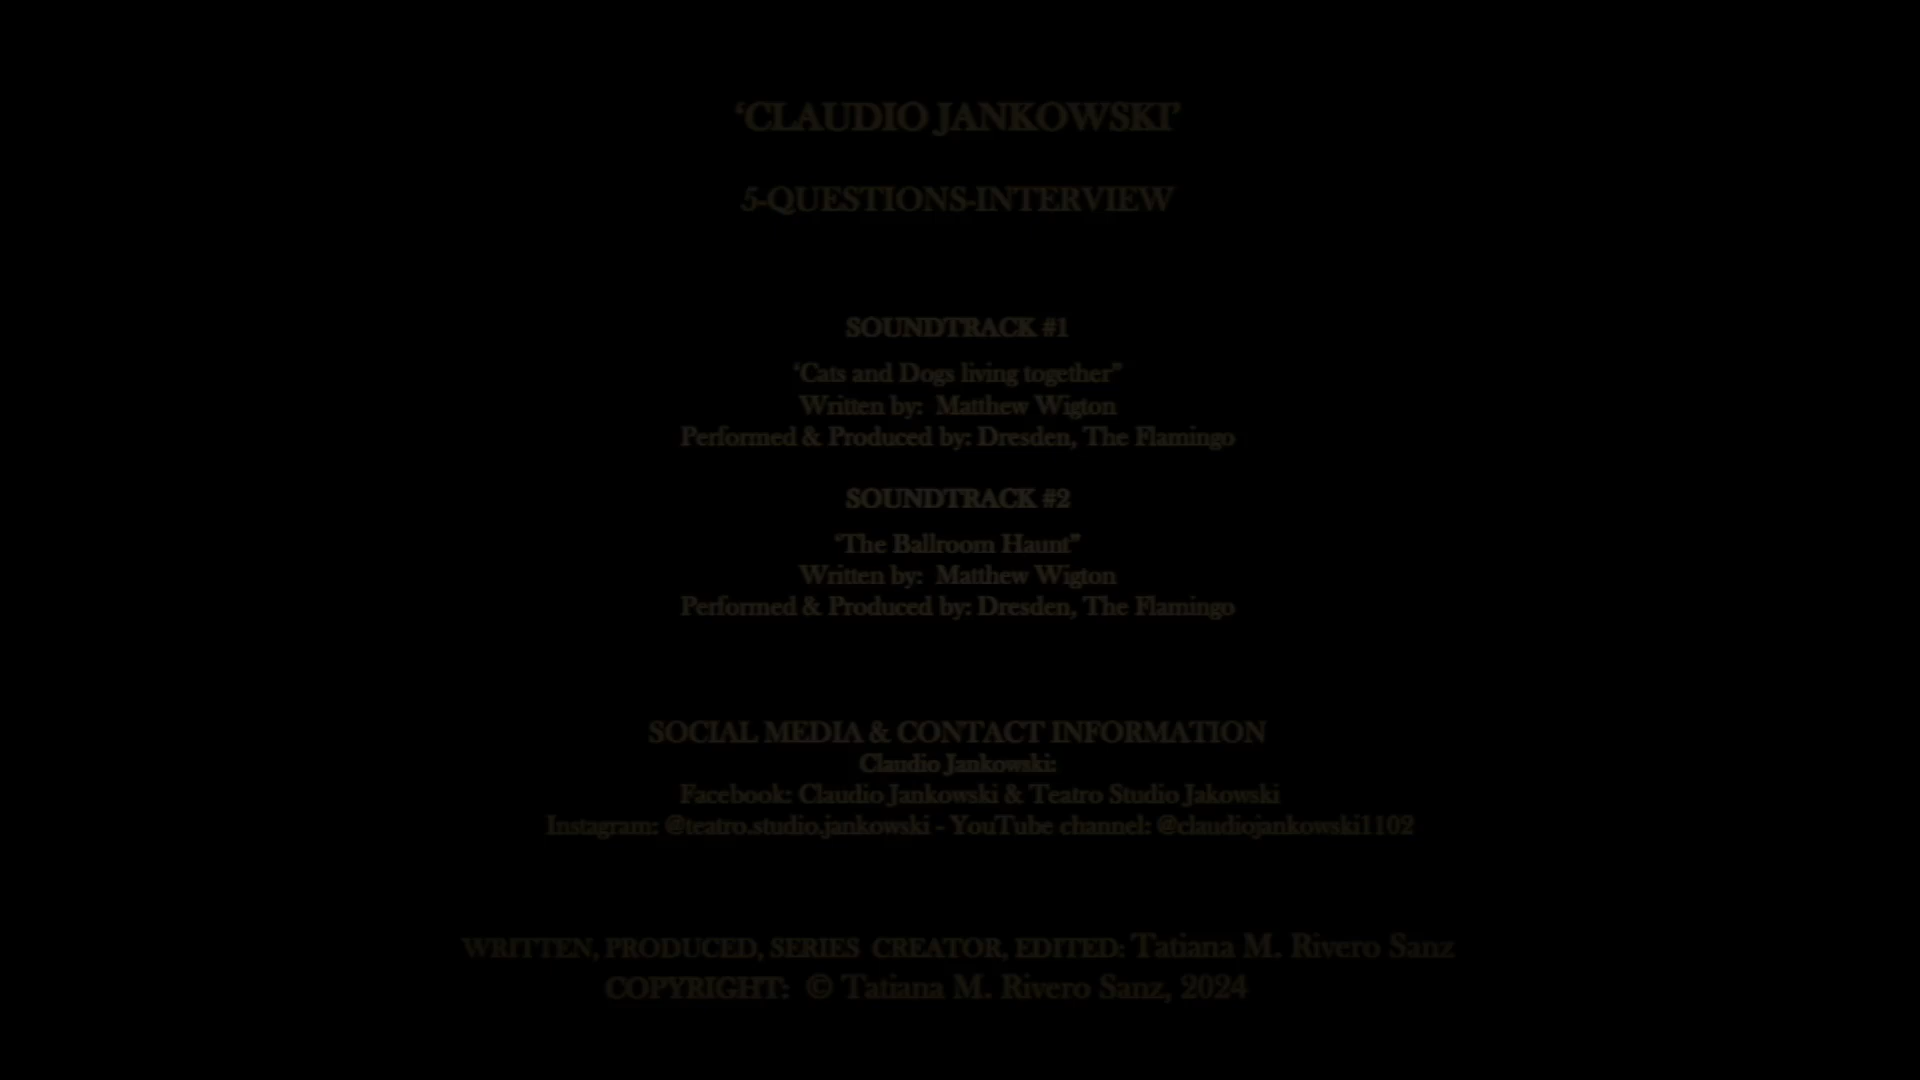 ‘CLAUDIO JANKOWSKI’
5-QUESTIONS-INTERVIEW
SOUNDTRACK #1
‘Cats and Dogs living together”
Written by: Matthew Wigton
Performed & Produced by: Dresden, The Flamingo
SOUNDTRACK #2
‘The Ballroom Haunt”
Written by: Matthew Wigton
Performed & Produced by: Dresden, The Flamingo
SOCIAL MEDIA & CONTACT INFORMATION
Claudio Jankowski:
Facebook: Claudio Jankowski & Teatro Studio Jakowski
Instagram: @teatro.studio.jankowski - YouTube channel: @claudiojankowski1102
WRITTEN, PRODUCED, SERIES CREATOR, EDITED: Tatiana M. Rivero Sanz
COPYRIGHT: © Tatiana M. Rivero Sanz, 2024